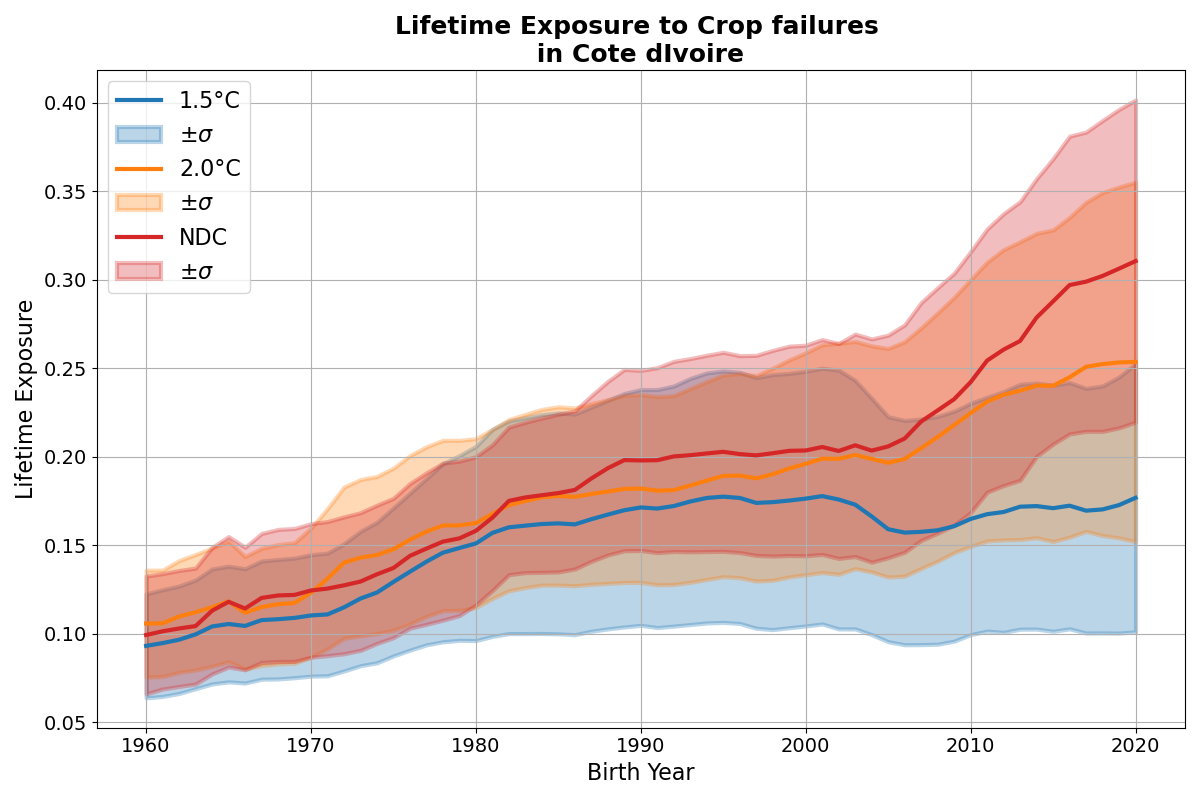 Lifetime Exposure to Crop failures
in Cote dIvoire
1.5°C
±σ
2.0°C
±σ
NDC
±σ
Lifetime Exposure
0.40
0.35
0.30
0.25
0.20
0.15
0.10
0.05
1960 1970 1980 1990 2000 2010 2020
Birth Year